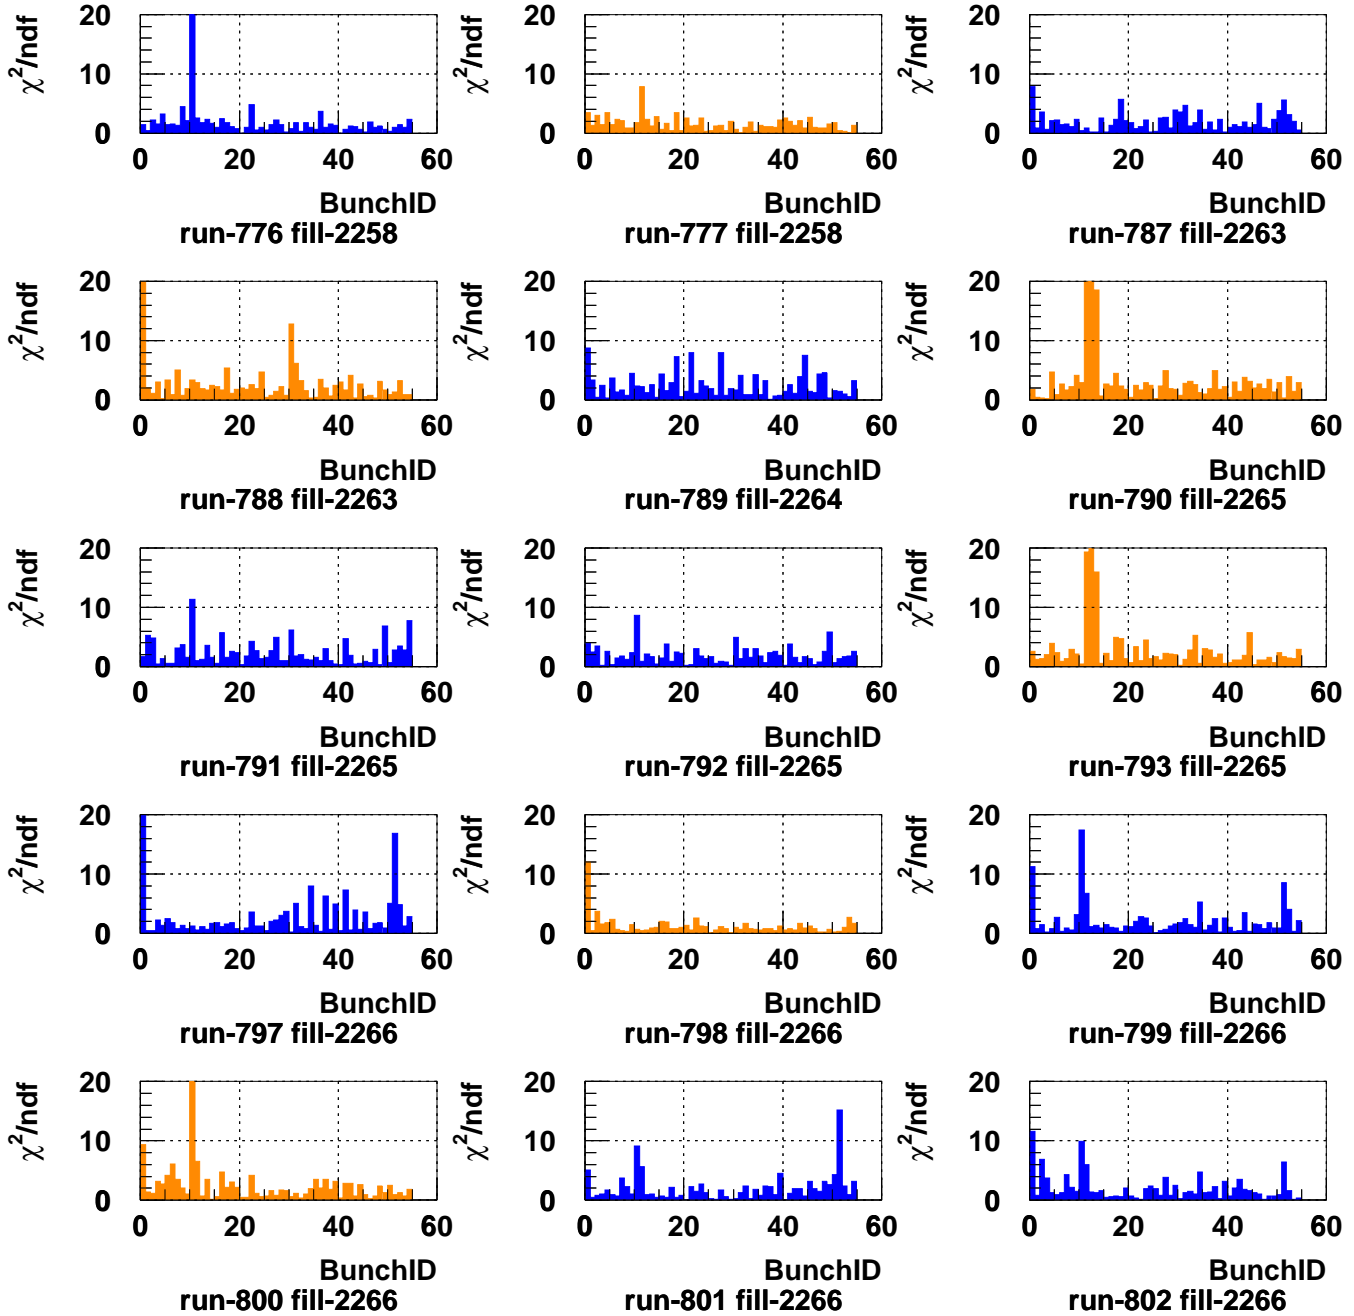 χ²/ndf 20 10 0 0 20 40 60 BunchID run-776 fill-2258
χ²/ndf 20 10 0 0 20 40 60 BunchID run-777 fill-2258
χ²/ndf 20 10 0 0 20 40 60 BunchID run-787 fill-2263
χ²/ndf 20 10 0 0 20 40 60 BunchID run-788 fill-2263
χ²/ndf 20 10 0 0 20 40 60 BunchID run-789 fill-2264
χ²/ndf 20 10 0 0 20 40 60 BunchID run-790 fill-2265
χ²/ndf 20 10 0 0 20 40 60 BunchID run-791 fill-2265
χ²/ndf 20 10 0 0 20 40 60 BunchID run-792 fill-2265
χ²/ndf 20 10 0 0 20 40 60 BunchID run-793 fill-2265
χ²/ndf 20 10 0 0 20 40 60 BunchID run-797 fill-2266
χ²/ndf 20 10 0 0 20 40 60 BunchID run-798 fill-2266
χ²/ndf 20 10 0 0 20 40 60 BunchID run-799 fill-2266
χ²/ndf 20 10 0 0 20 40 60 BunchID run-800 fill-2266
χ²/ndf 20 10 0 0 20 40 60 BunchID run-801 fill-2266
χ²/ndf 20 10 0 0 20 40 60 BunchID run-802 fill-2266